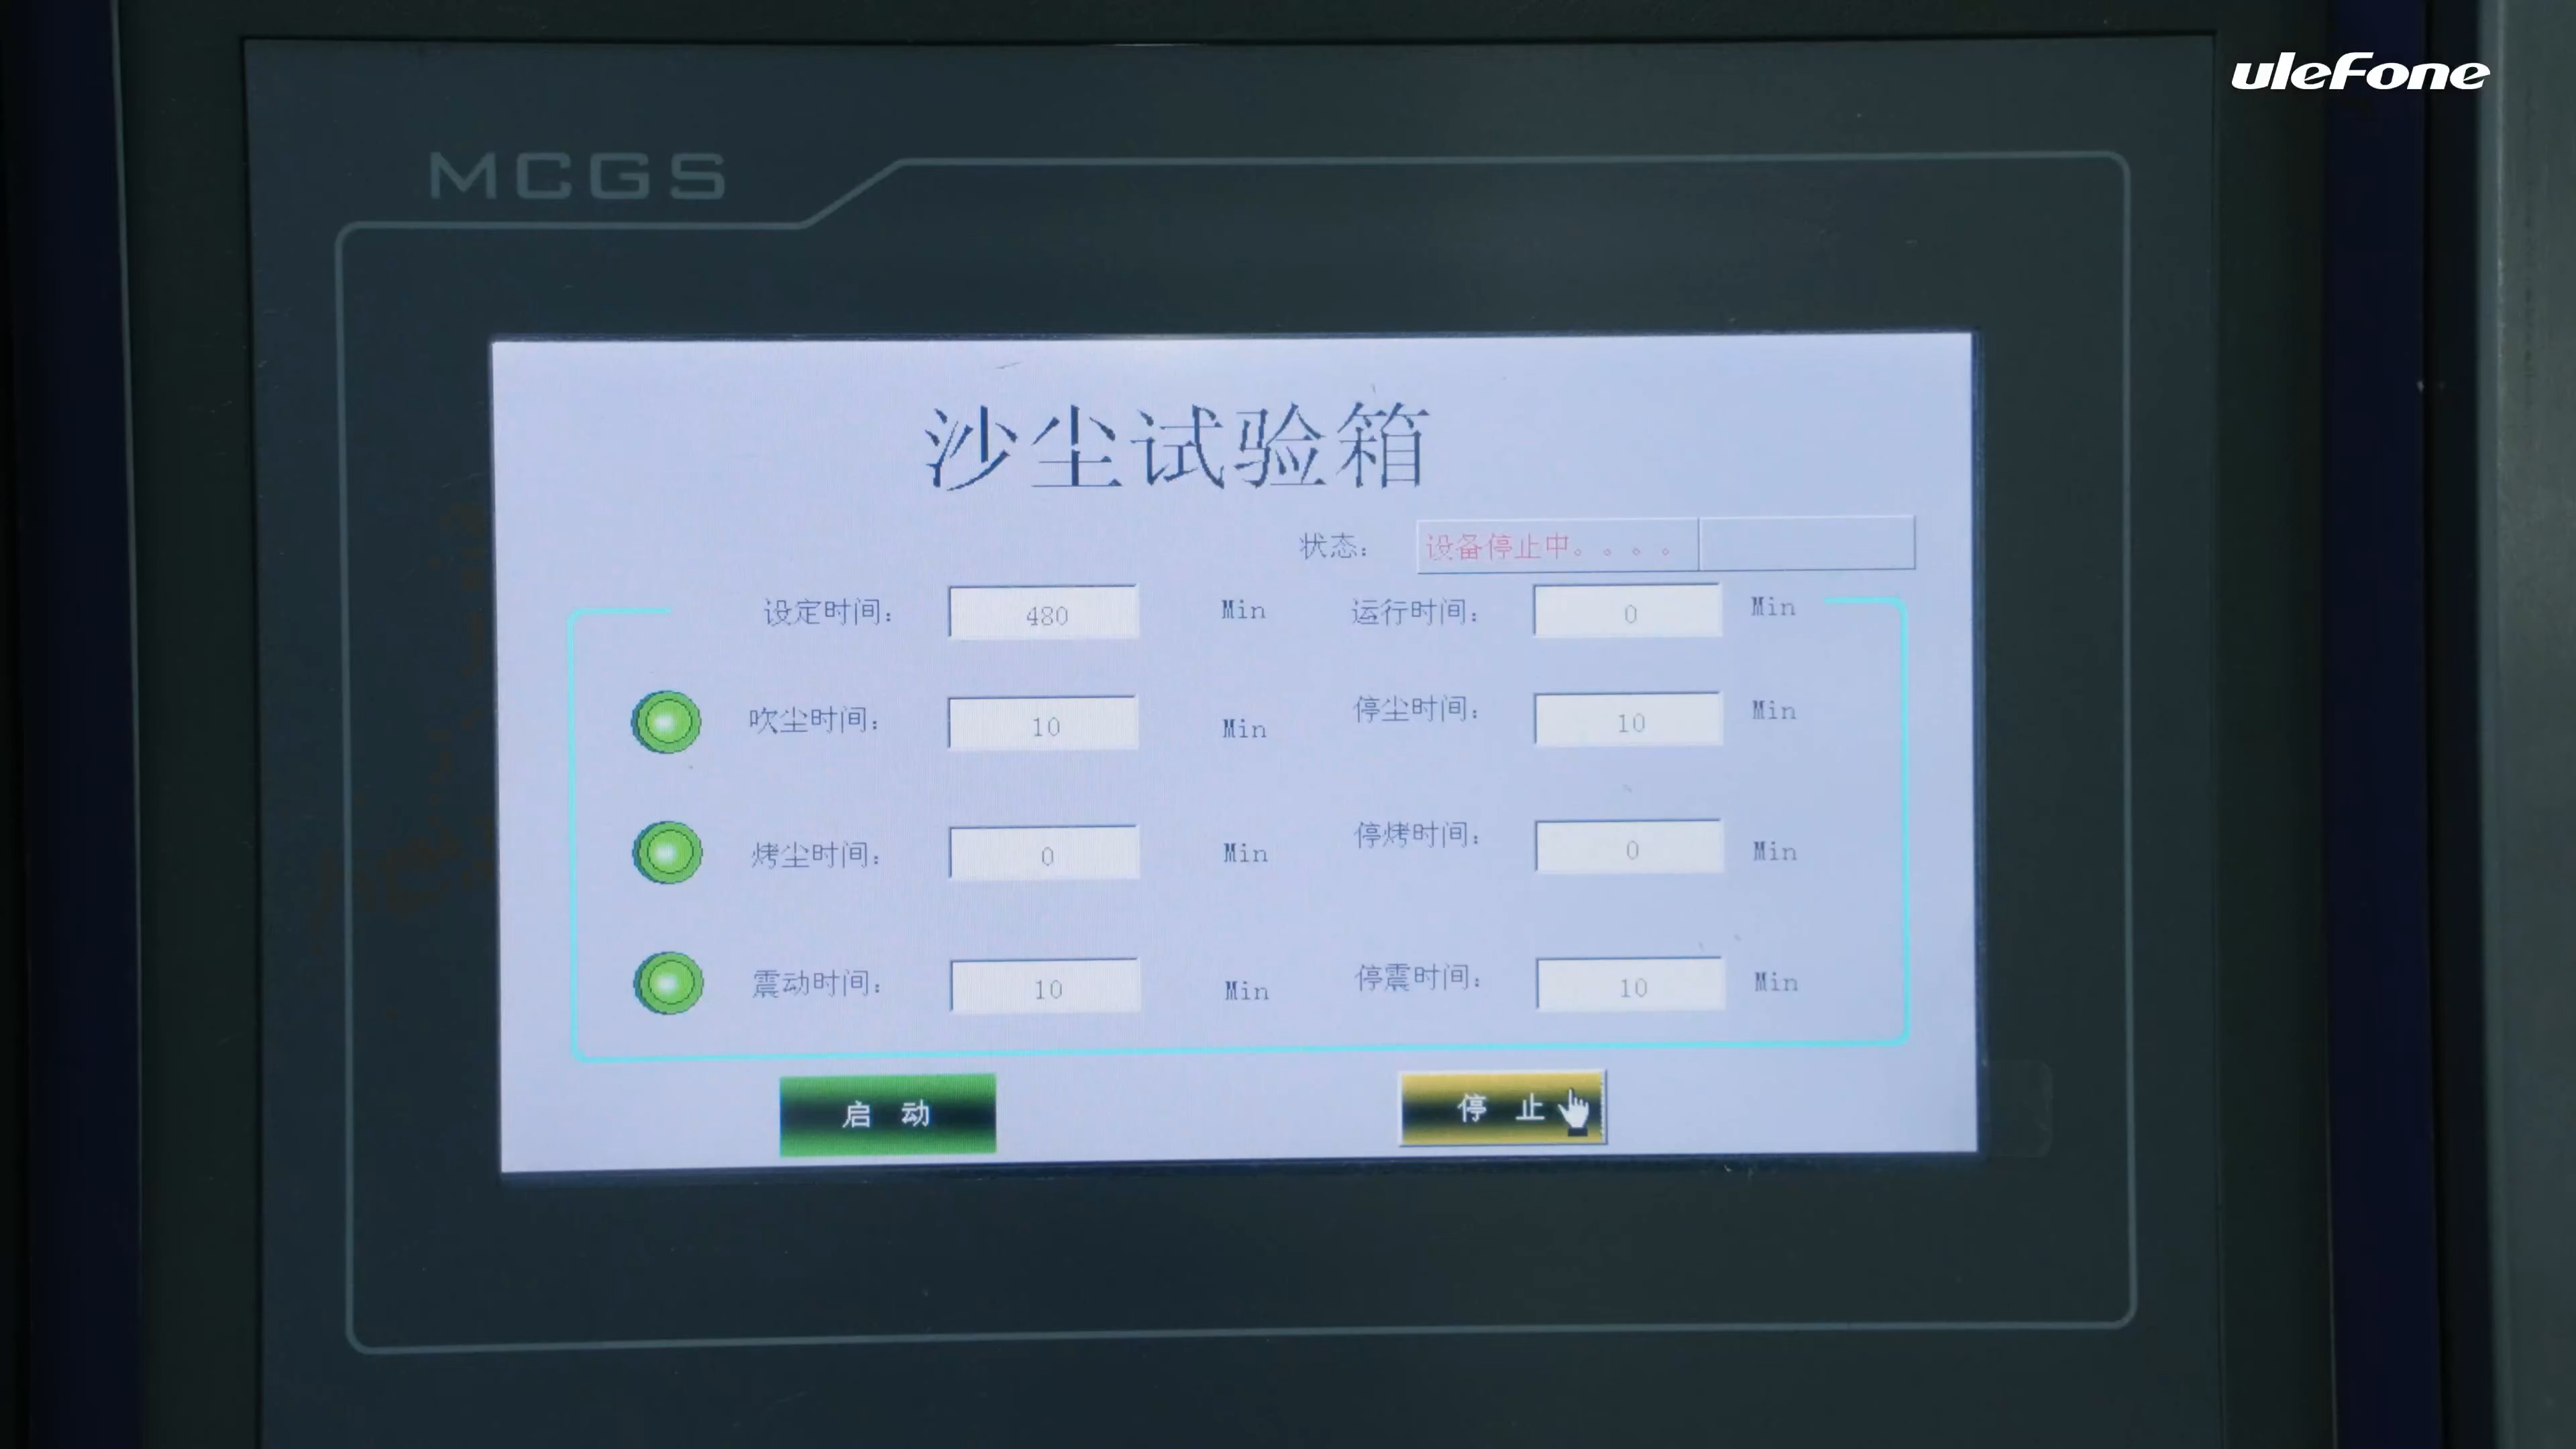 ulefone
MCGS
沙尘试验箱
状态: 设备停止中。。。。
设定时间: 480 Min 运行时间: 0 Min
吹尘时间: 10 Min 停尘时间: 10 Min
烤尘时间: 0 Min 停烤时间: 0 Min
震动时间: 10 Min 停震时间: 10 Min
启动 停止